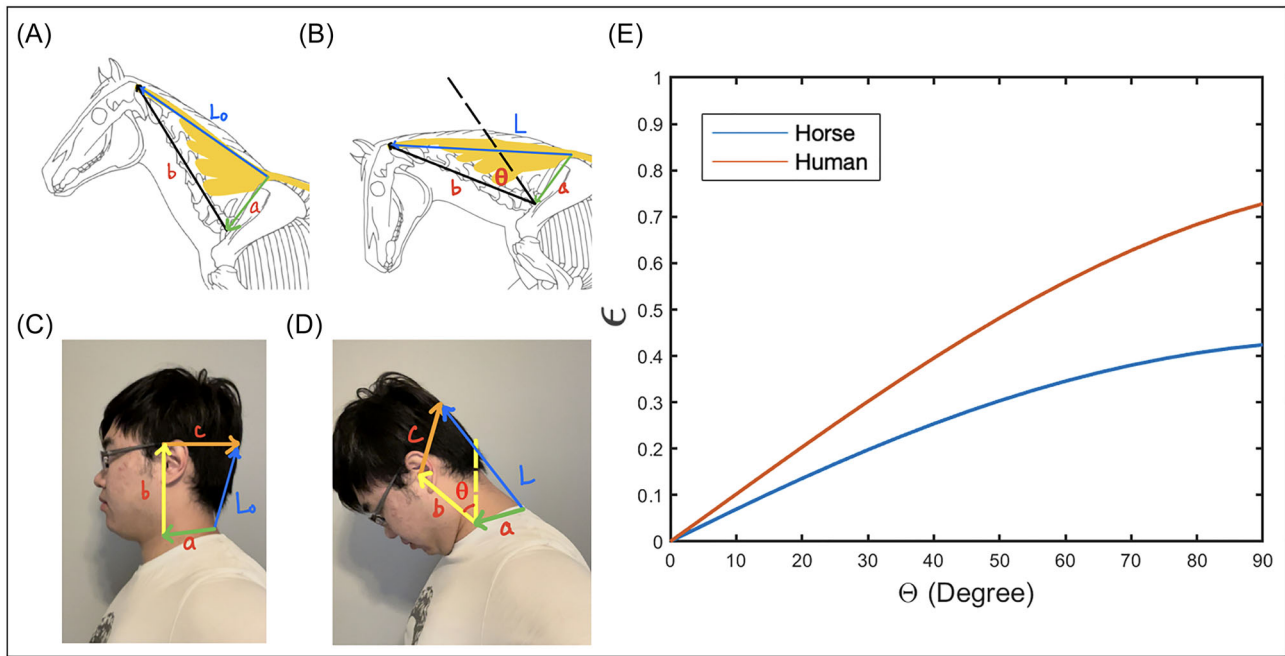 (A)
L₀
b
a
(B)
L
b
θ
a
(C)
c
b
L₀
a
(D)
c
L
θ
b
a
(E)
1
0.9
0.8
0.7
0.6
0.5
0.4
0.3
0.2
0.1
0
ϵ
Horse
Human
0 10 20 30 40 50 60 70 80 90
Θ (Degree)